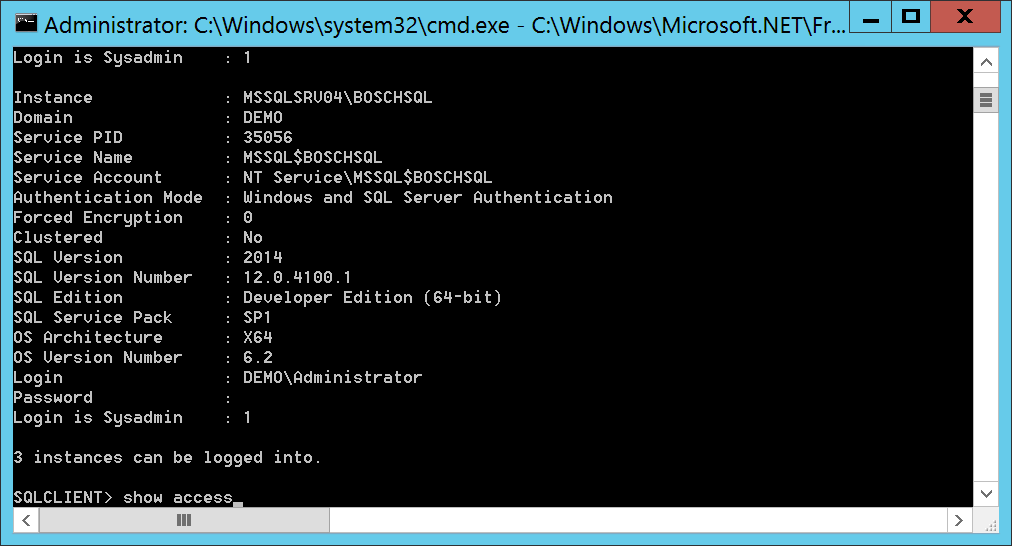 Administrator: C:\Windows\system32\cmd.exe - C:\Windows\Microsoft.NET\Fr...
Login is Sysadmin    : 1
Instance             : MSSQLSRV04\BOSCHSQL
Domain               : DEMO
Service PID          : 35056
Service Name         : MSSQL$BOSCHSQL
Service Account      : NT Service\MSSQL$BOSCHSQL
Authentication Mode  : Windows and SQL Server Authentication
Forced Encryption    : 0
Clustered            : No
SQL Version          : 2014
SQL Version Number   : 12.0.4100.1
SQL Edition          : Developer Edition (64-bit)
SQL Service Pack     : SP1
OS Architecture      : X64
OS Version Number    : 6.2
Login                : DEMO\Administrator
Password             :
Login is Sysadmin    : 1
3 instances can be logged into.
SQLCLIENT> show access_